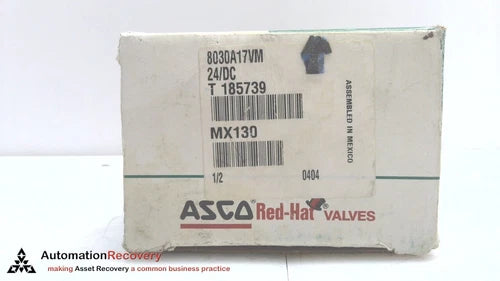 8030A17VM
24/DC
T 185739
MX130
1/2 0404
ASSEMBLED IN MEXICO
ASCO Red-Hat® VALVES
AutomationRecovery
making Asset Recovery a common business practice